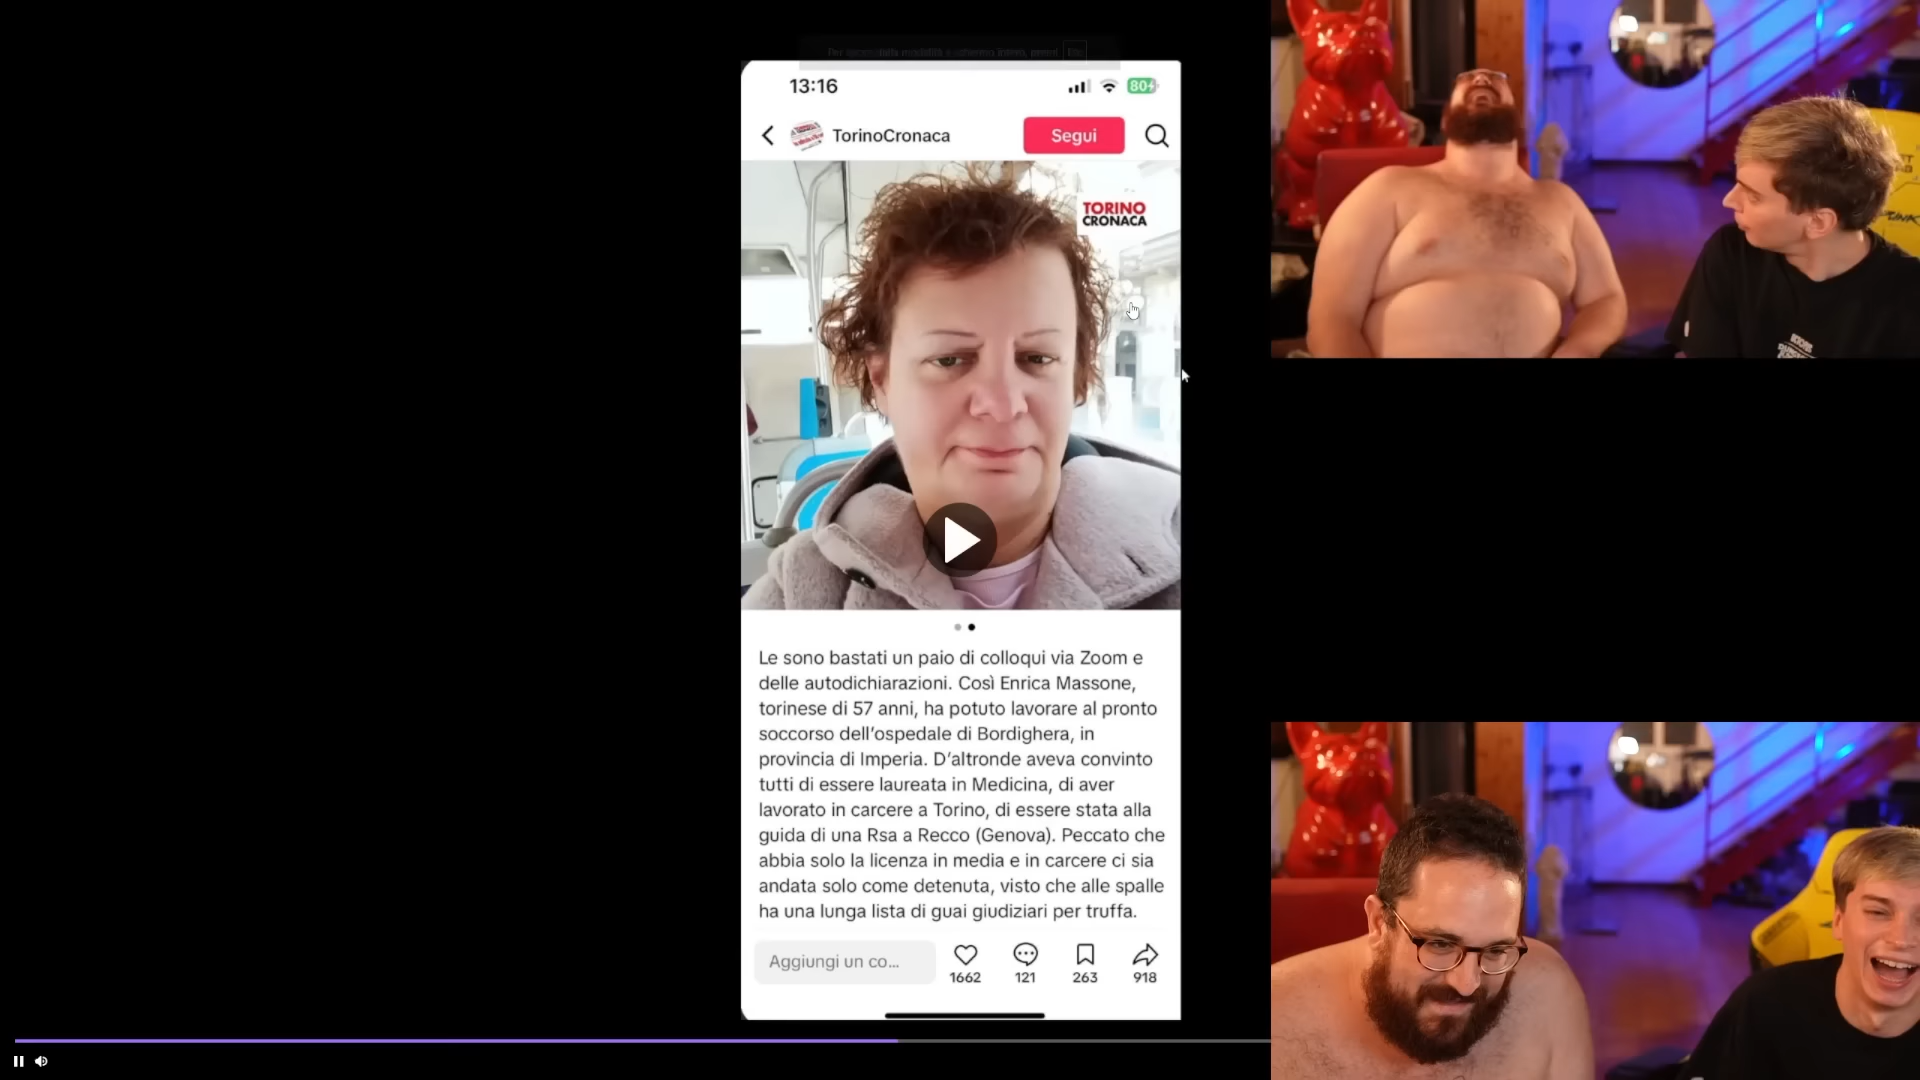 13:16
80
TorinoCronaca
Segui
TORINO
CRONACA
Le sono bastati un paio di colloqui via Zoom e
delle autodichiarazioni. Così Enrica Massone,
torinese di 57 anni, ha potuto lavorare al pronto
soccorso dell'ospedale di Bordighera, in
provincia di Imperia. D'altronde aveva convinto
tutti di essere laureata in Medicina, di aver
lavorato in carcere a Torino, di essere stata alla
guida di una Rsa a Recco (Genova). Peccato che
abbia solo la licenza in media e in carcere ci sia
andata solo come detenuta, visto che alle spalle
ha una lunga lista di guai giudiziari per truffa.
Aggiungi un co...
1662
121
263
918